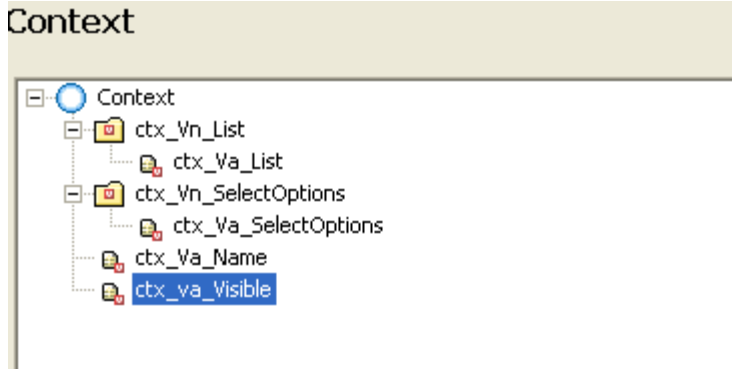 Context
Context
ctx_Vn_List
ctx_Va_List
ctx_Vn_SelectOptions
ctx_Va_SelectOptions
ctx_Va_Name
ctx_va_Visible